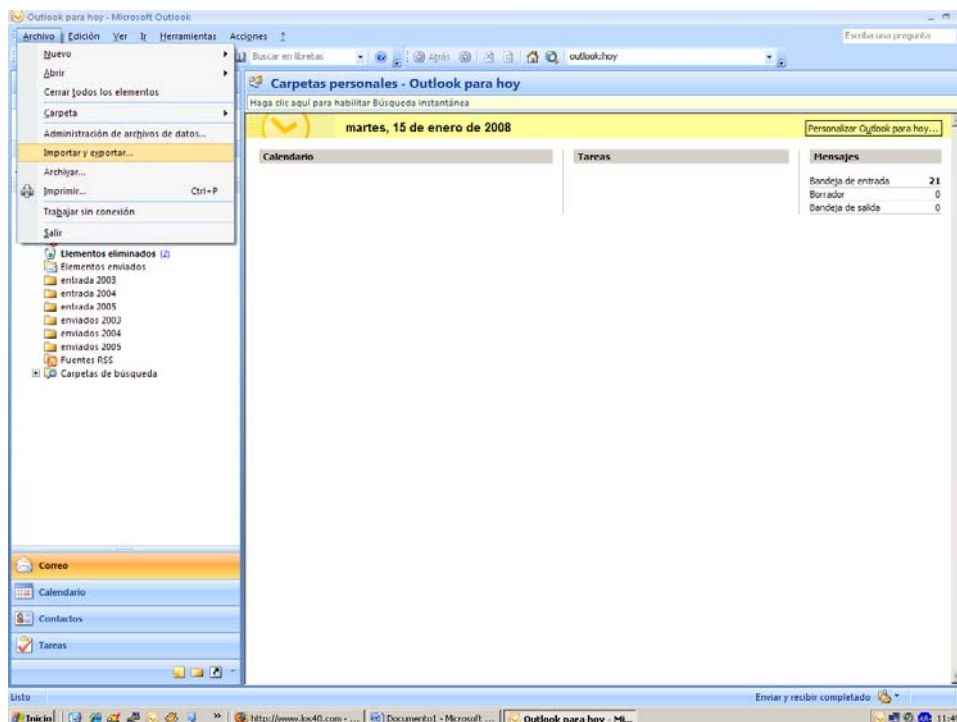 Outlook para hoy - Microsoft Outlook
Archivo Edición Ver Ir Herramientas Acciones ?
Escriba una pregunta
Nuevo
Abrir
Cerrar todos los elementos
Carpeta
Administración de archivos de datos...
Importar y exportar...
Archivar...
Imprimir... Ctrl+P
Trabajar sin conexión
Salir
Buscar en libretas
Atrás
outlook:hoy
Carpetas personales - Outlook para hoy
Haga clic aquí para habilitar Búsqueda instantánea
martes, 15 de enero de 2008
Personalizar Outlook para hoy...
Calendario
Tareas
Mensajes
Bandeja de entrada 21
Borrador 0
Bandeja de salida 0
Elementos eliminados (2)
Elementos enviados
entrada 2003
entrada 2004
entrada 2005
enviados 2003
enviados 2004
enviados 2005
Fuentes RSS
Carpetas de búsqueda
Correo
Calendario
Contactos
Tareas
Listo
Enviar y recibir completado
Inicio
http://www.los40.com - ...
Documento1 - Microsoft ...
Outlook para hoy - Mi...